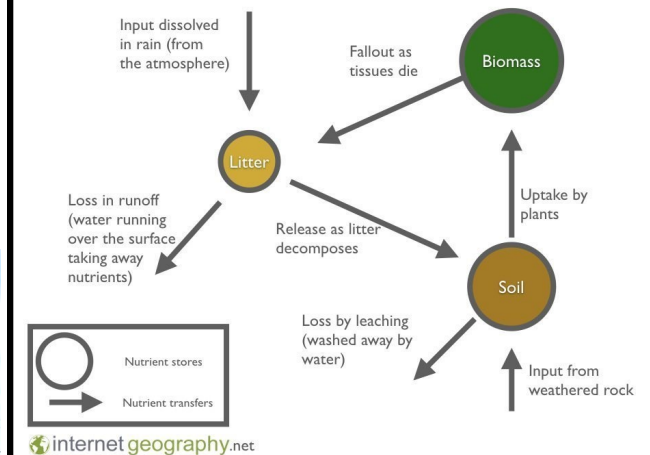 Input dissolved
in rain (from
the atmosphere)
Fallout as
tissues die
Biomass
Litter
Loss in runoff
(water running
over the surface
taking away
nutrients)
Release as litter
decomposes
Uptake by
plants
Soil
Loss by leaching
(washed away by
water)
Input from
weathered rock
Nutrient stores
Nutrient transfers
internetgeography.net